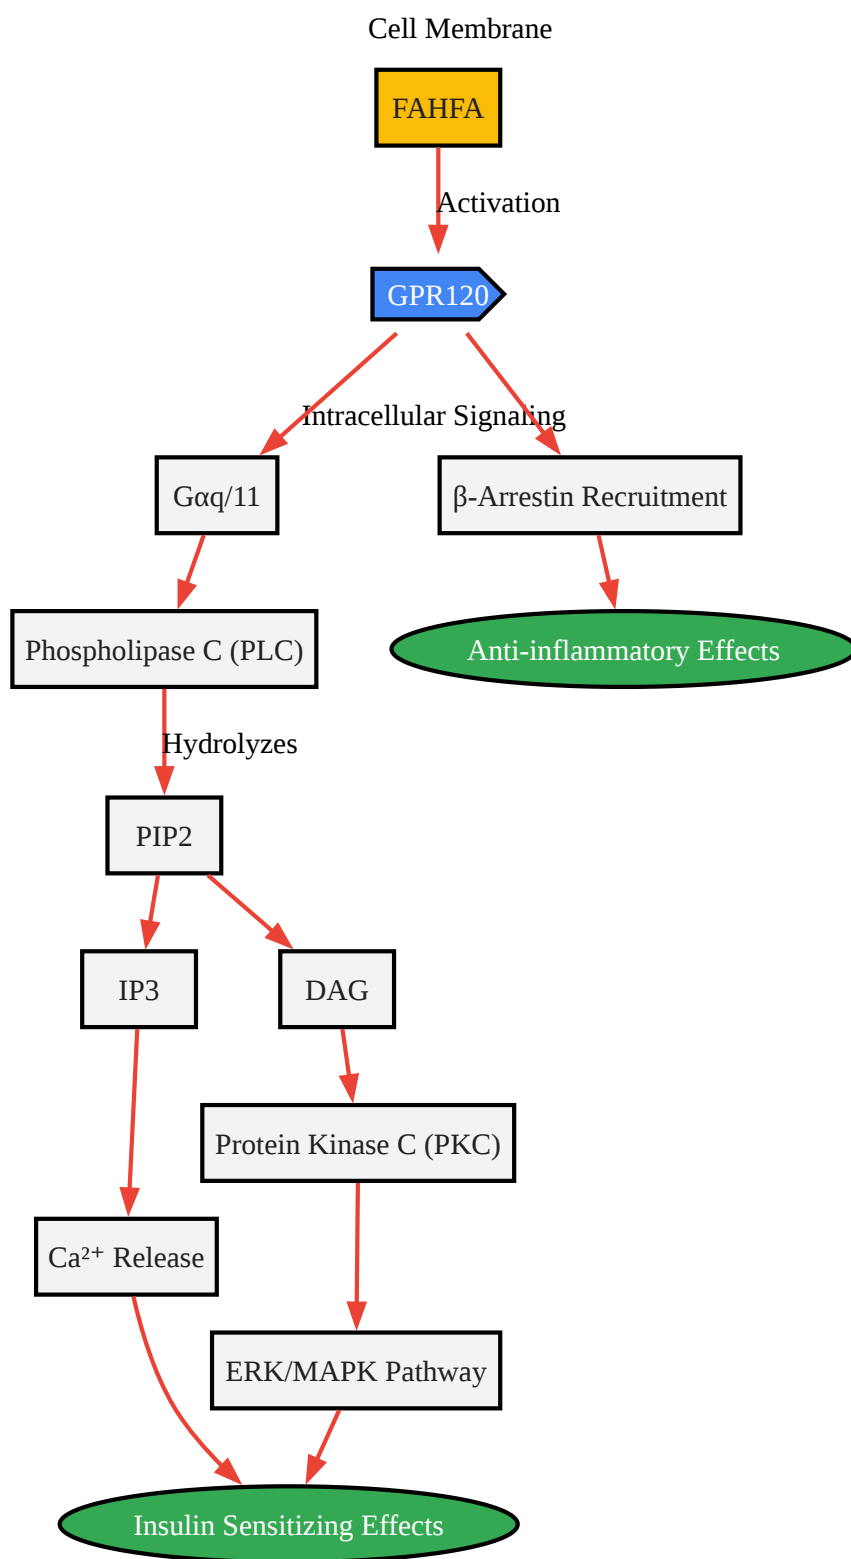 Cell Membrane
FAHFA
Activation
GPR120
Intracellular Signaling
Gαq/11
β-Arrestin Recruitment
Phospholipase C (PLC)
Anti-inflammatory Effects
Hydrolyzes
PIP2
IP3
DAG
Protein Kinase C (PKC)
Ca²⁺ Release
ERK/MAPK Pathway
Insulin Sensitizing Effects